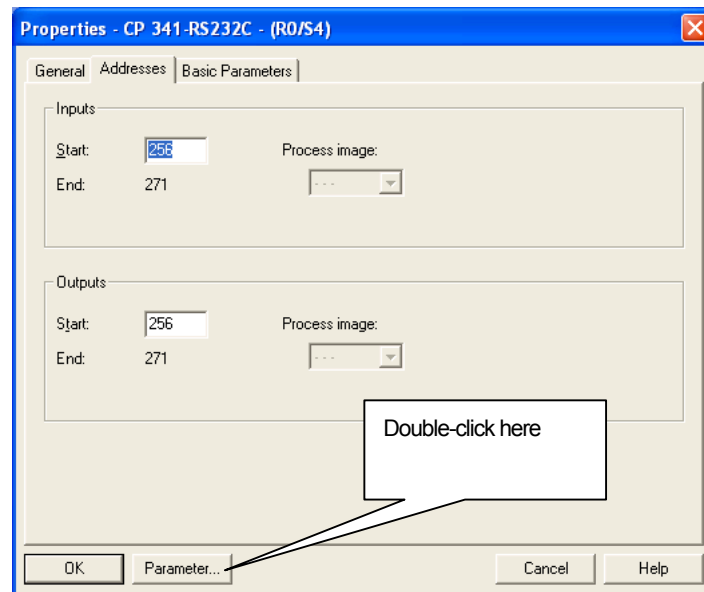 Properties - CP 341-RS232C - (R0/S4)
General Addresses Basic Parameters
Inputs
Start: 256 Process image:
End: 271 ---
Outputs
Start: 256 Process image:
End: 271 ---
Double-click here
OK Parameter... Cancel Help